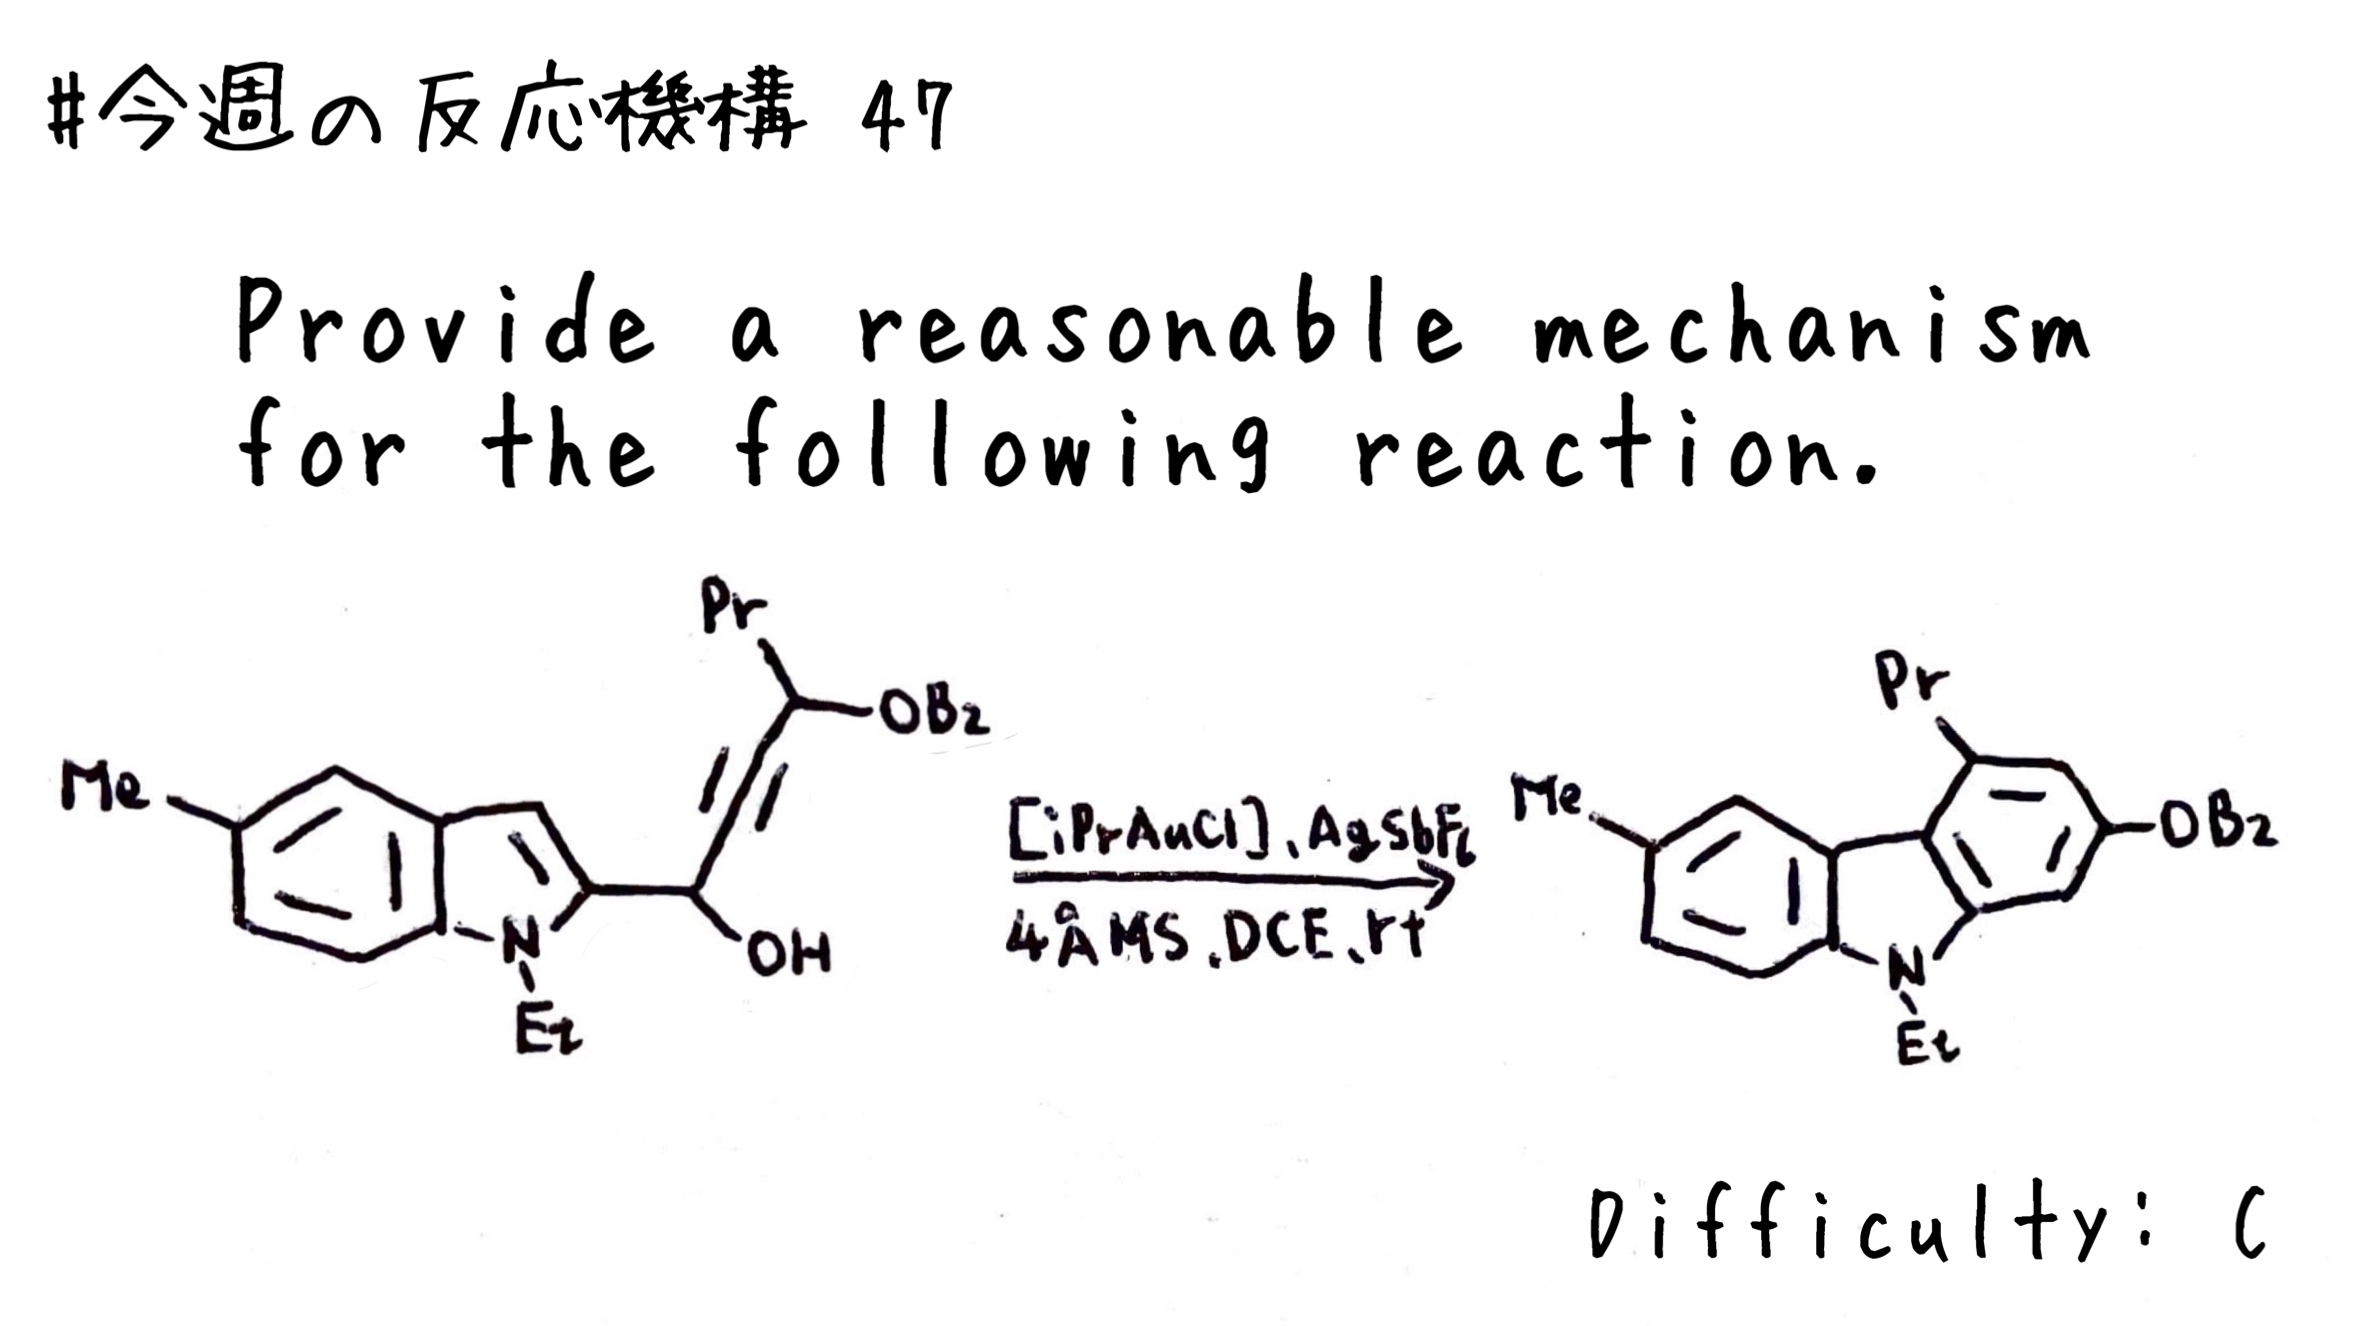 #今週の反応機構 47
Provide a reasonable mechanism
for the following reaction.
Pr
OBz
Me
OH
N
Et
[iPrAuCl]、AgSbF6
4Å MS、DCE、rt
Pr
Me
OBz
N
Et
Difficulty: C